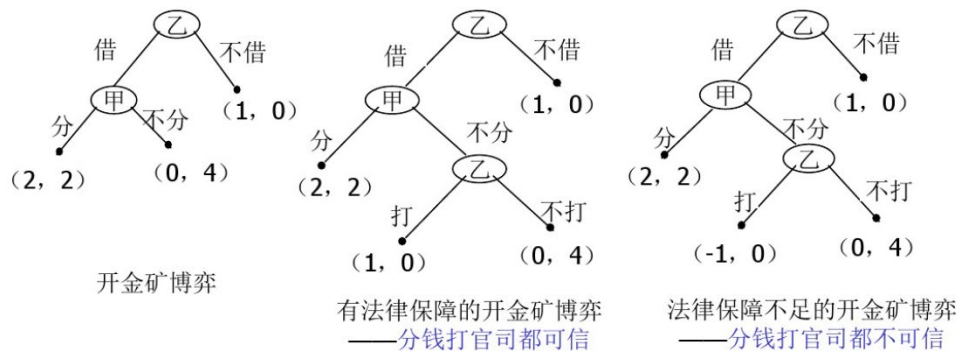 乙
借
不借
甲
(1, 0)
分
不分
(2, 2)
(0, 4)
开金矿博弈
乙
借
不借
甲
(1, 0)
分
不分
(2, 2)
乙
打
不打
(1, 0)
(0, 4)
有法律保障的开金矿博弈
——分钱打官司都可信
乙
借
不借
甲
(1, 0)
分
不分
(2, 2)
乙
打
不打
(-1, 0)
(0, 4)
法律保障不足的开金矿博弈
——分钱打官司都不可信